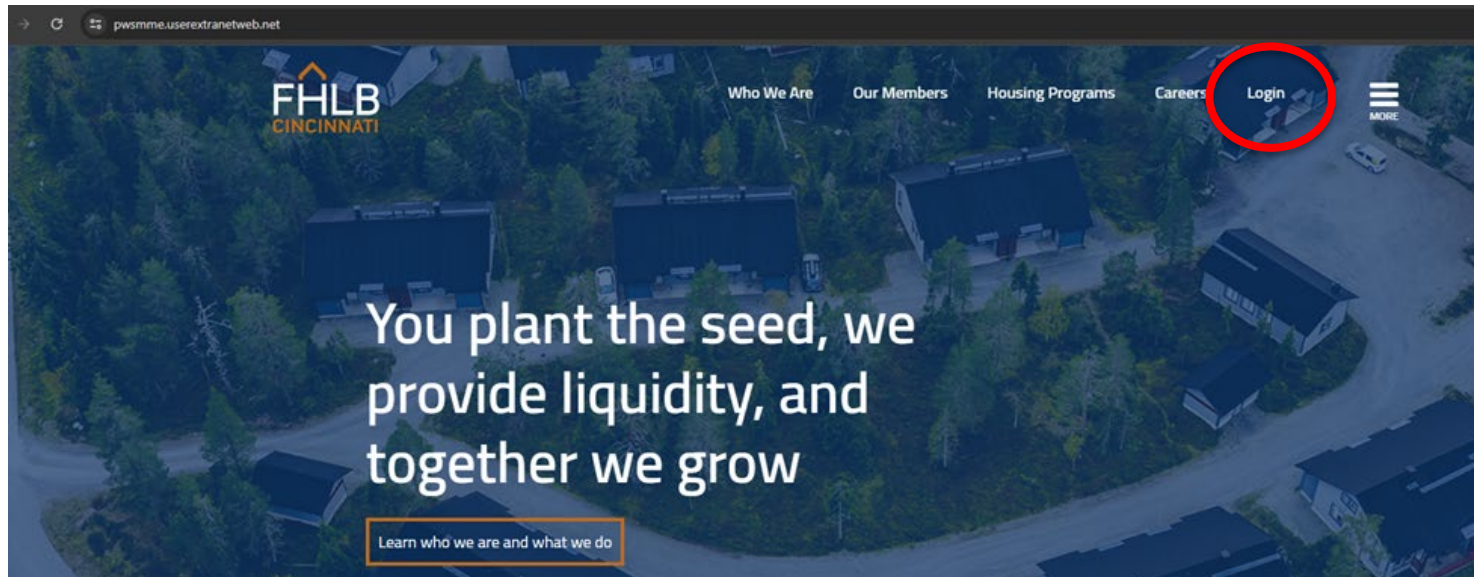 pwsmme.userextranetweb.net
FHLB
CINCINNATI
Who We Are Our Members Housing Programs Careers Login
MORE
You plant the seed, we
provide liquidity, and
together we grow
Learn who we are and what we do